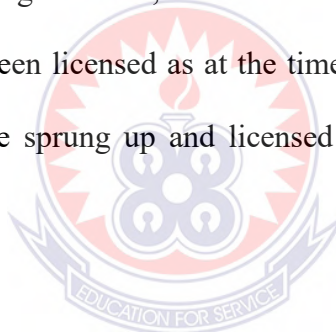 een licensed as at the time
e sprung up and licensed
EDUCATION FOR SERVICE